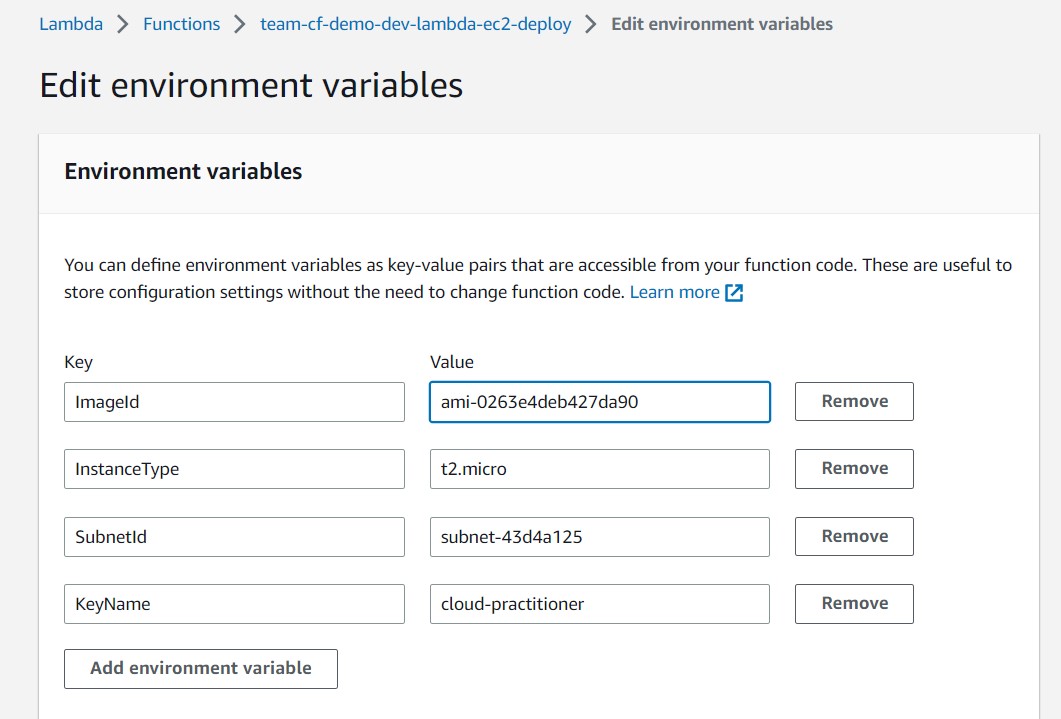 Lambda > Functions > team-cf-demo-dev-lambda-ec2-deploy > Edit environment variables
Edit environment variables
Environment variables
You can define environment variables as key-value pairs that are accessible from your function code. These are useful to
store configuration settings without the need to change function code. Learn more
Key Value
ImageId ami-0263e4deb427da90 Remove
InstanceType t2.micro Remove
SubnetId subnet-43d4a125 Remove
KeyName cloud-practitioner Remove
Add environment variable